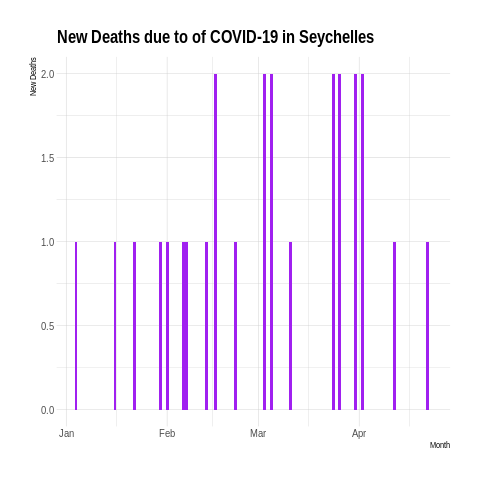 New Deaths due to of COVID-19 in Seychelles
New Deaths
2.0
1.5
1.0
0.5
0.0
Jan Feb Mar Apr
Month